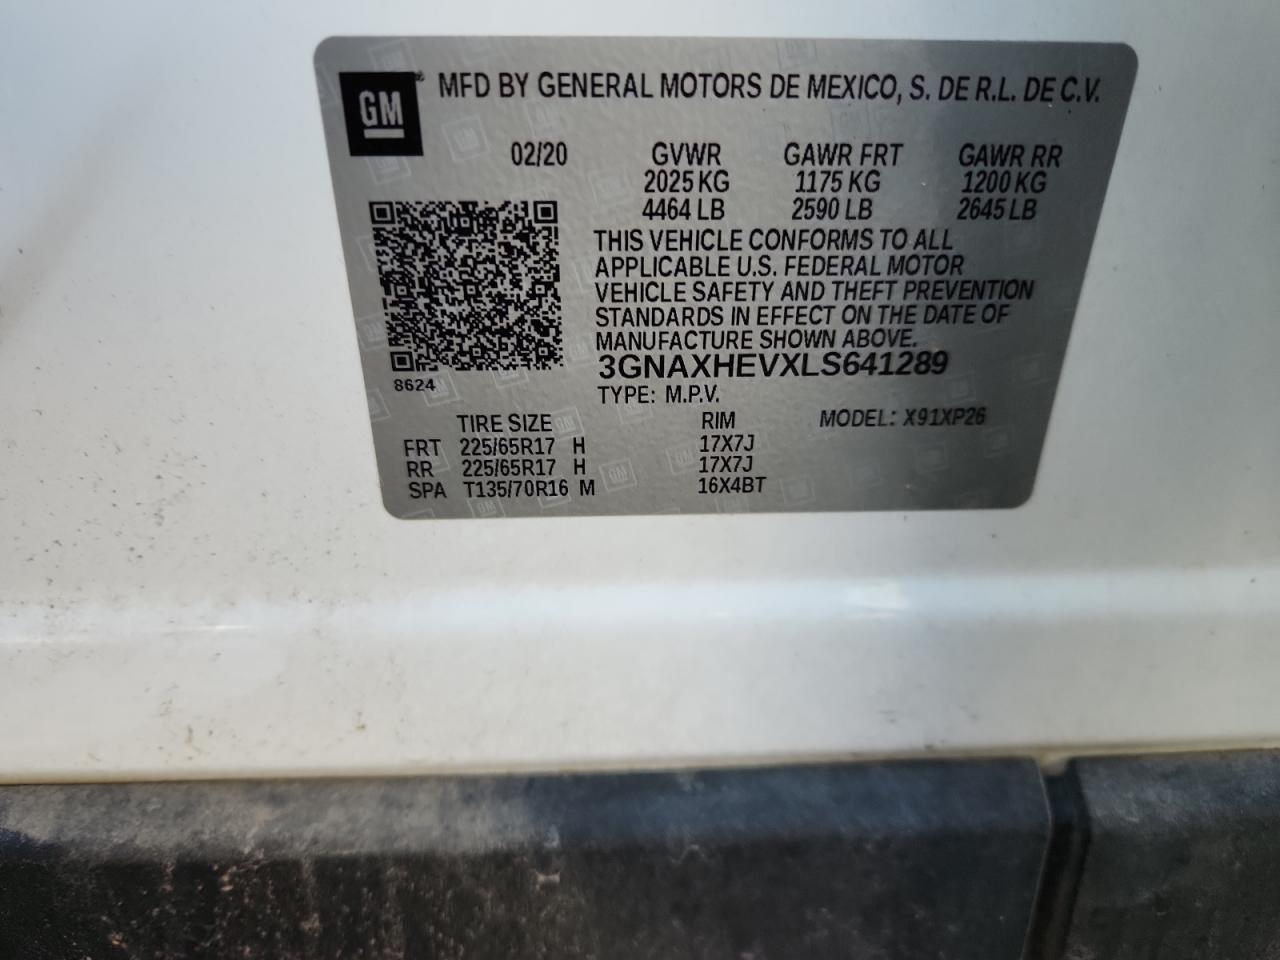 GM® MFD BY GENERAL MOTORS DE MEXICO, S. DE R.L. DE C.V.
02/20 GVWR GAWR FRT GAWR RR
2025 KG 1175 KG 1200 KG
4464 LB 2590 LB 2645 LB
THIS VEHICLE CONFORMS TO ALL
APPLICABLE U.S. FEDERAL MOTOR
VEHICLE SAFETY AND THEFT PREVENTION
STANDARDS IN EFFECT ON THE DATE OF
MANUFACTURE SHOWN ABOVE.
3GNAXHEVXLS641289
8624
TYPE: M.P.V.
TIRE SIZE RIM MODEL: X91XP26
FRT 225/65R17 H 17X7J
RR 225/65R17 H 17X7J
SPA T135/70R16 M 16X4BT